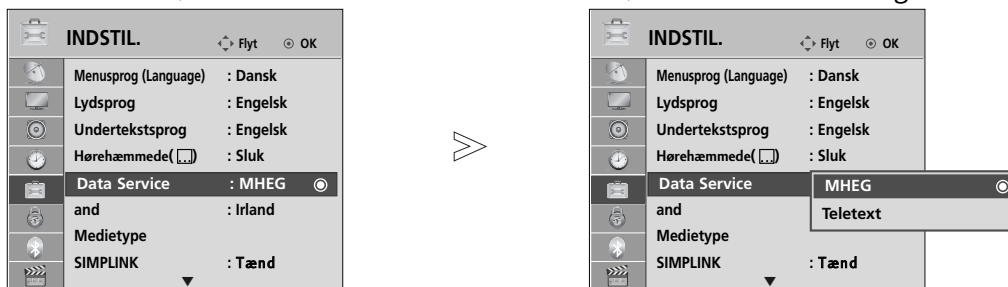 INDSTIL. Flyt OK
Menusprog (Language) : Dansk
Lydsprog : Engelsk
Undertekstsprog : Engelsk
Hørehæmmede( ) : Sluk
Data Service : MHEG
and : Irland
Medietype
SIMPLINK : Tænd
INDSTIL. Flyt OK
Menusprog (Language) : Dansk
Lydsprog : Engelsk
Undertekstsprog : Engelsk
Hørehæmmede( ) : Sluk
Data Service MHEG
and Teletext
Medietype
SIMPLINK : Tænd